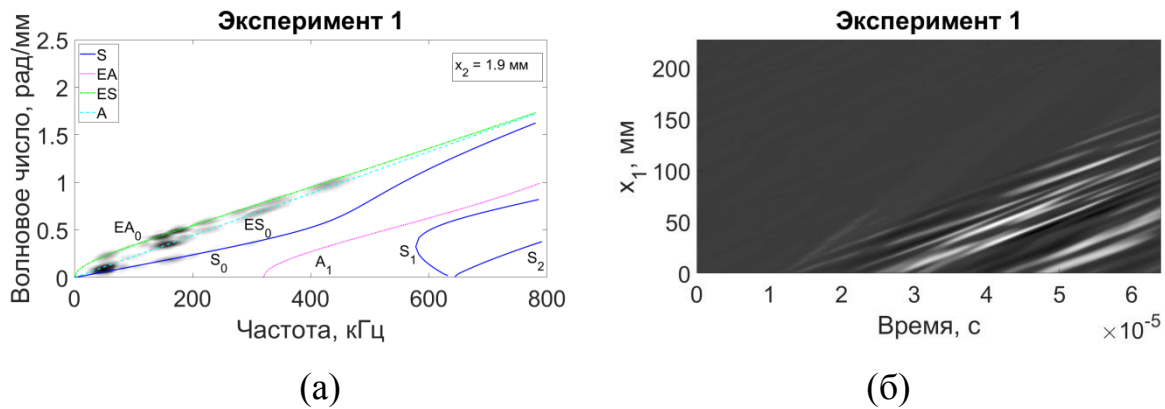 Эксперимент 1
2.5
2
1.5
1
0.5
0
Волновое число, рад/мм
S
EA
ES
A
x₂ = 1.9 мм
EA₀
ES₀
S₀
A₁
S₁
S₂
0 200 400 600 800
Частота, кГц
(а)
Эксперимент 1
200
150
100
50
0
x₁, мм
0 1 2 3 4 5 6
Время, с
×10⁻⁵
(б)